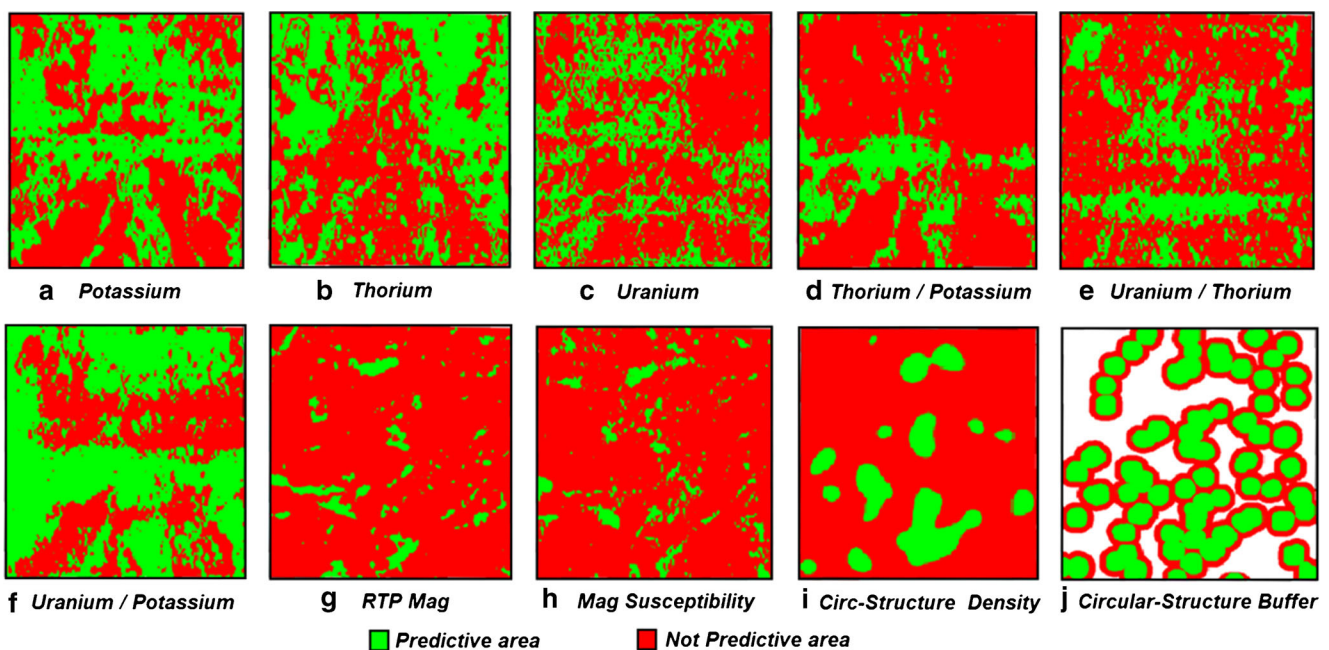 a Potassium
b Thorium
c Uranium
d Thorium / Potassium
e Uranium / Thorium
f Uranium / Potassium
g RTP Mag
h Mag Susceptibility
i Circ-Structure Density
j Circular-Structure Buffer
Predictive area
Not Predictive area